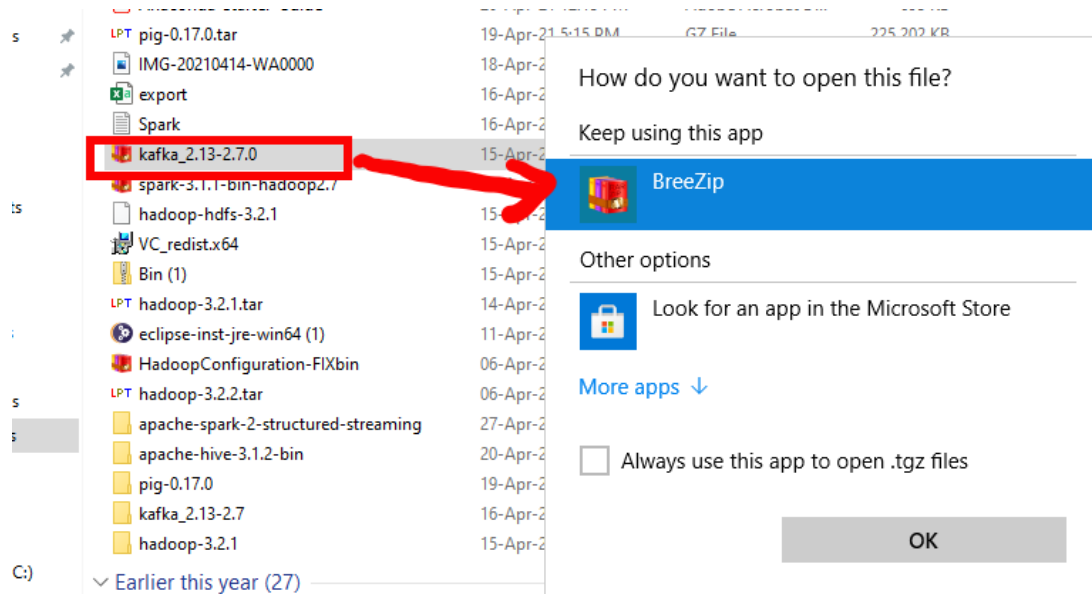 s
LPT pig-0.17.0.tar 19-Apr-21 5:15 PM GZ File 225,202 KB
IMG-20210414-WA0000 18-Apr-2
export 16-Apr-2
Spark 16-Apr-2
kafka_2.13-2.7.0 15-Apr-2
spark-3.1.1-bin-hadoop2.7
ts
hadoop-hdfs-3.2.1 15-Apr-2
VC_redist.x64 15-Apr-2
Bin (1) 15-Apr-2
LPT hadoop-3.2.1.tar 14-Apr-2
eclipse-inst-jre-win64 (1) 11-Apr-2
HadoopConfiguration-FIXbin 06-Apr-2
LPT hadoop-3.2.2.tar 06-Apr-2
s
apache-spark-2-structured-streaming 27-Apr-2
apache-hive-3.1.2-bin 20-Apr-2
pig-0.17.0 19-Apr-2
kafka_2.13-2.7 16-Apr-2
hadoop-3.2.1 15-Apr-2
C:)
Earlier this year (27)
How do you want to open this file?
Keep using this app
BreeZip
Other options
Look for an app in the Microsoft Store
More apps
Always use this app to open .tgz files
OK